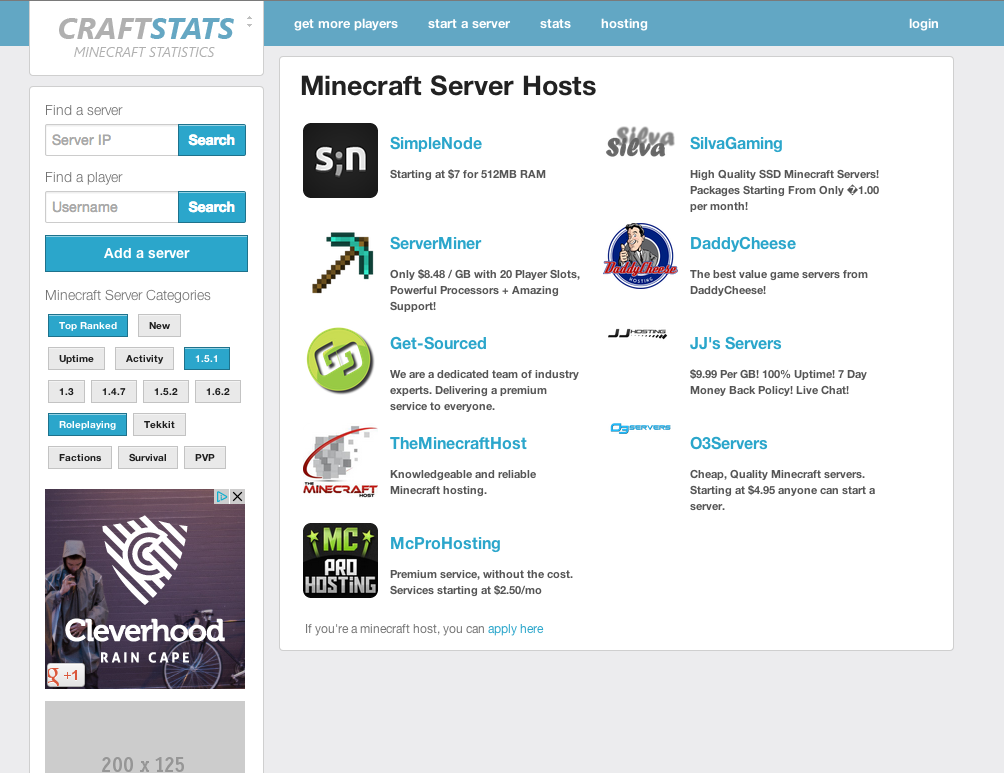 CRAFTSTATS
MINECRAFT STATISTICS
get more players
start a server
stats
hosting
login
Find a server
Server IP
Search
Find a player
Username
Search
Add a server
Minecraft Server Categories
Top Ranked
New
Uptime
Activity
1.5.1
1.3
1.4.7
1.5.2
1.6.2
Roleplaying
Tekkit
Factions
Survival
PVP
Cleverhood
RAIN CAPE
g +1
200 x 125
Minecraft Server Hosts
s;n
SimpleNode
Starting at $7 for 512MB RAM
Silva
Silva
SilvaGaming
High Quality SSD Minecraft Servers!
Packages Starting From Only �1.00
per month!
ServerMiner
Only $8.48 / GB with 20 Player Slots,
Powerful Processors + Amazing
Support!
DaddyCheese
HOSTING
DaddyCheese
The best value game servers from
DaddyCheese!
Get-Sourced
We are a dedicated team of industry
experts. Delivering a premium
service to everyone.
JJ HOSTING
JJ's Servers
$9.99 Per GB! 100% Uptime! 7 Day
Money Back Policy! Live Chat!
THE
MINECRAFT
HOST
TheMinecraftHost
Knowledgeable and reliable
Minecraft hosting.
O3SERVERS
O3Servers
Cheap, Quality Minecraft servers.
Starting at $4.95 anyone can start a
server.
MC
PRO
HOSTING
McProHosting
Premium service, without the cost.
Services starting at $2.50/mo
If you're a minecraft host, you can apply here